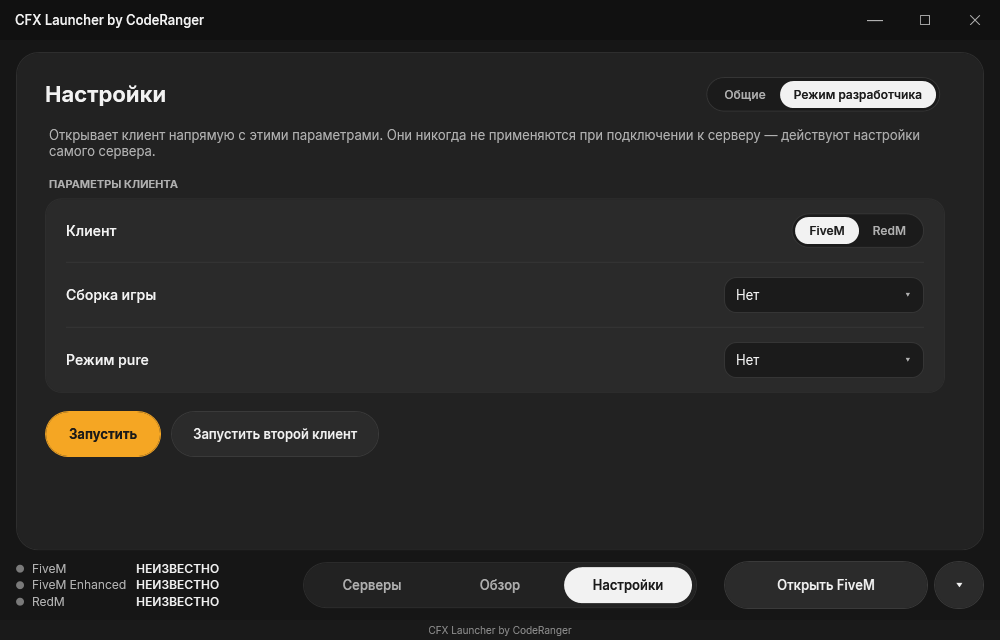 CFX Launcher by CodeRanger
Настройки
Общие
Режим разработчика
Открывает клиент напрямую с этими параметрами. Они никогда не применяются при подключении к серверу — действуют настройки
самого сервера.
ПАРАМЕТРЫ КЛИЕНТА
Клиент
FiveM
RedM
Сборка игры
Нет
Режим pure
Нет
Запустить
Запустить второй клиент
FiveM НЕИЗВЕСТНО
FiveM Enhanced НЕИЗВЕСТНО
RedM НЕИЗВЕСТНО
Серверы
Обзор
Настройки
Открыть FiveM
CFX Launcher by CodeRanger